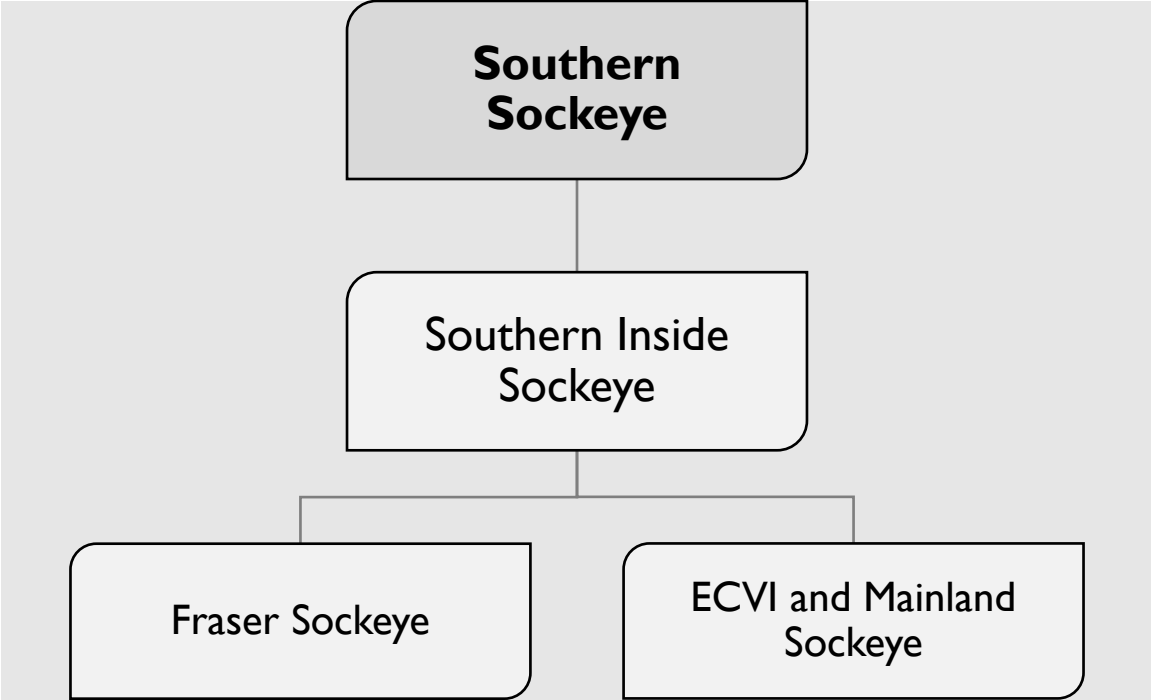 Southern
Sockeye
Southern Inside
Sockeye
Fraser Sockeye
ECVI and Mainland
Sockeye